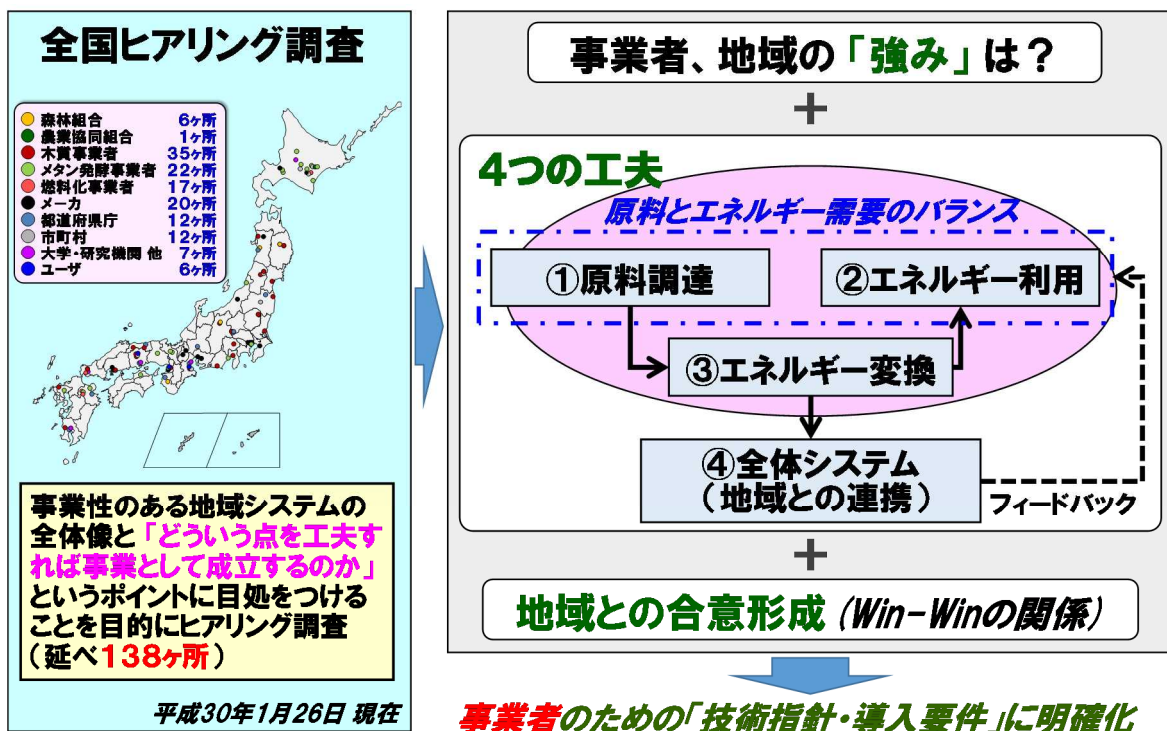 全国ヒアリング調査
森林組合 6ヶ所
農業協同組合 1ヶ所
木質事業者 35ヶ所
メタン発酵事業者 22ヶ所
燃料化事業者 17ヶ所
メーカ 20ヶ所
都道府県庁 12ヶ所
市町村 12ヶ所
大学・研究機関 他 7ヶ所
ユーザ 6ヶ所
事業性のある地域システムの
全体像と「どういう点を工夫す
れば事業として成立するのか」
というポイントに目処をつける
ことを目的にヒアリング調査
(延べ138ヶ所)
平成30年1月26日 現在
事業者、地域の「強み」は?
+
4つの工夫
原料とエネルギー需要のバランス
①原料調達
②エネルギー利用
③エネルギー変換
④全体システム
(地域との連携)
フィードバック
+
地域との合意形成 (Win-Winの関係)
事業者のための「技術指針・導入要件」に明確化